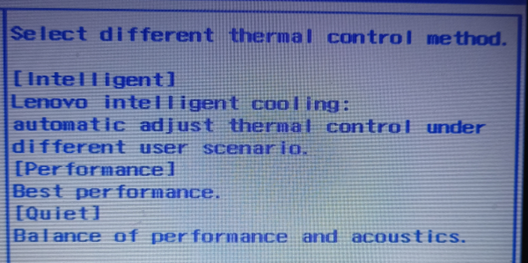 Select different thermal control method.
[Intelligent]
Lenovo intelligent cooling:
automatic adjust thermal control under
different user scenario.
[Performance]
Best performance.
[Quiet]
Balance of performance and acoustics.